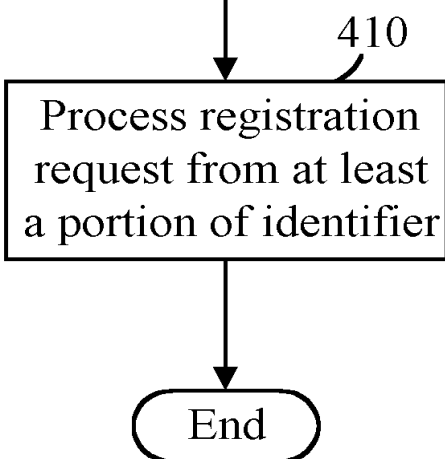 410
Process registration
request from at least
a portion of identifier
End